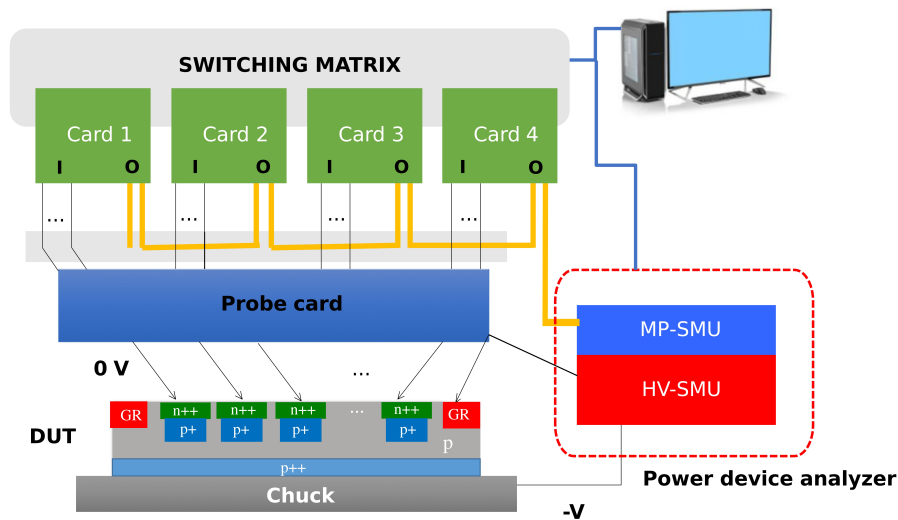 SWITCHING MATRIX
Card 1
Card 2
Card 3
Card 4
I
O
I
O
I
O
I
O
...
...
...
...
Probe card
MP-SMU
HV-SMU
0 V
...
GR
n++
n++
n++
...
n++
GR
p+
p+
p+
p+
DUT
p
p++
Chuck
Power device analyzer
-V